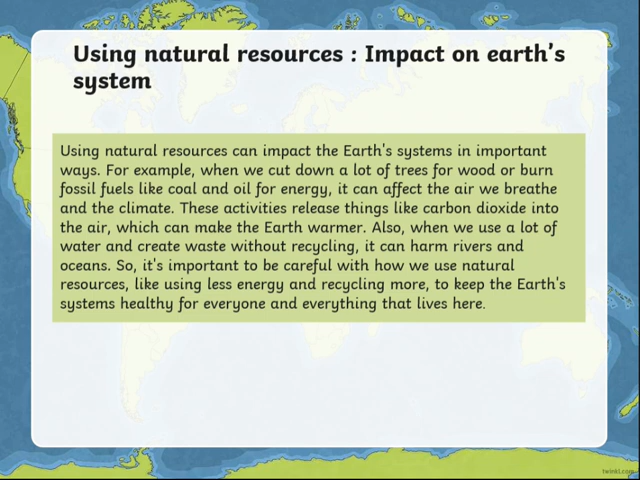 Using natural resources : Impact on earth's
system
Using natural resources can impact the Earth's systems in important
ways. For example, when we cut down a lot of trees for wood or burn
fossil fuels like coal and oil for energy, it can affect the air we breathe
and the climate. These activities release things like carbon dioxide into
the air, which can make the Earth warmer. Also, when we use a lot of
water and create waste without recycling, it can harm rivers and
oceans. So, it's important to be careful with how we use natural
resources, like using less energy and recycling more, to keep the Earth's
systems healthy for everyone and everything that lives here.
twinkl.com